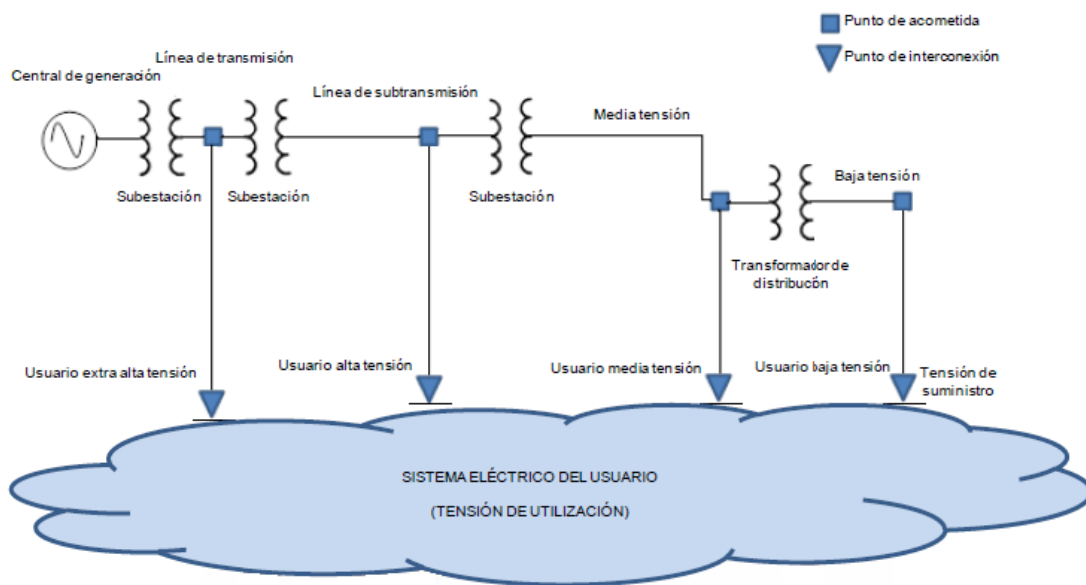 Punto de acometida
Punto de interconexión
Línea de transmisión
Central de generación
Línea de subtransmisión
Media tensión
Subestación
Subestación
Subestación
Baja tensión
Transformador de
distribucón
Usuario extra alta tensión
Usuario alta tensión
Usuario media tensión
Usuario baja tensión
Tensión de
suministro
SISTEMA ELÉCTRICO DEL USUARIO
(TENSIÓN DE UTILIZACIÓN)